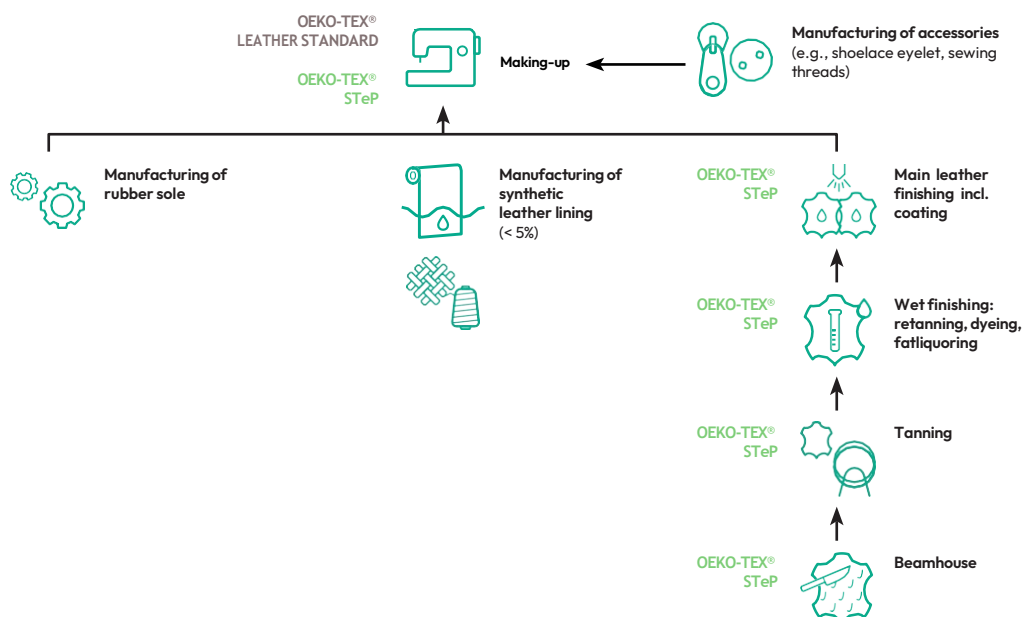 OEKO-TEX®
LEATHER STANDARD
OEKO-TEX®
STeP
Making-up
Manufacturing of accessories
(e.g., shoelace eyelet, sewing
threads)
Manufacturing of
rubber sole
Manufacturing of
synthetic
leather lining
(< 5%)
OEKO-TEX®
STeP
Main leather
finishing incl.
coating
OEKO-TEX®
STeP
Wet finishing:
retanning, dyeing,
fatliquoring
OEKO-TEX®
STeP
Tanning
OEKO-TEX®
STeP
Beamhouse